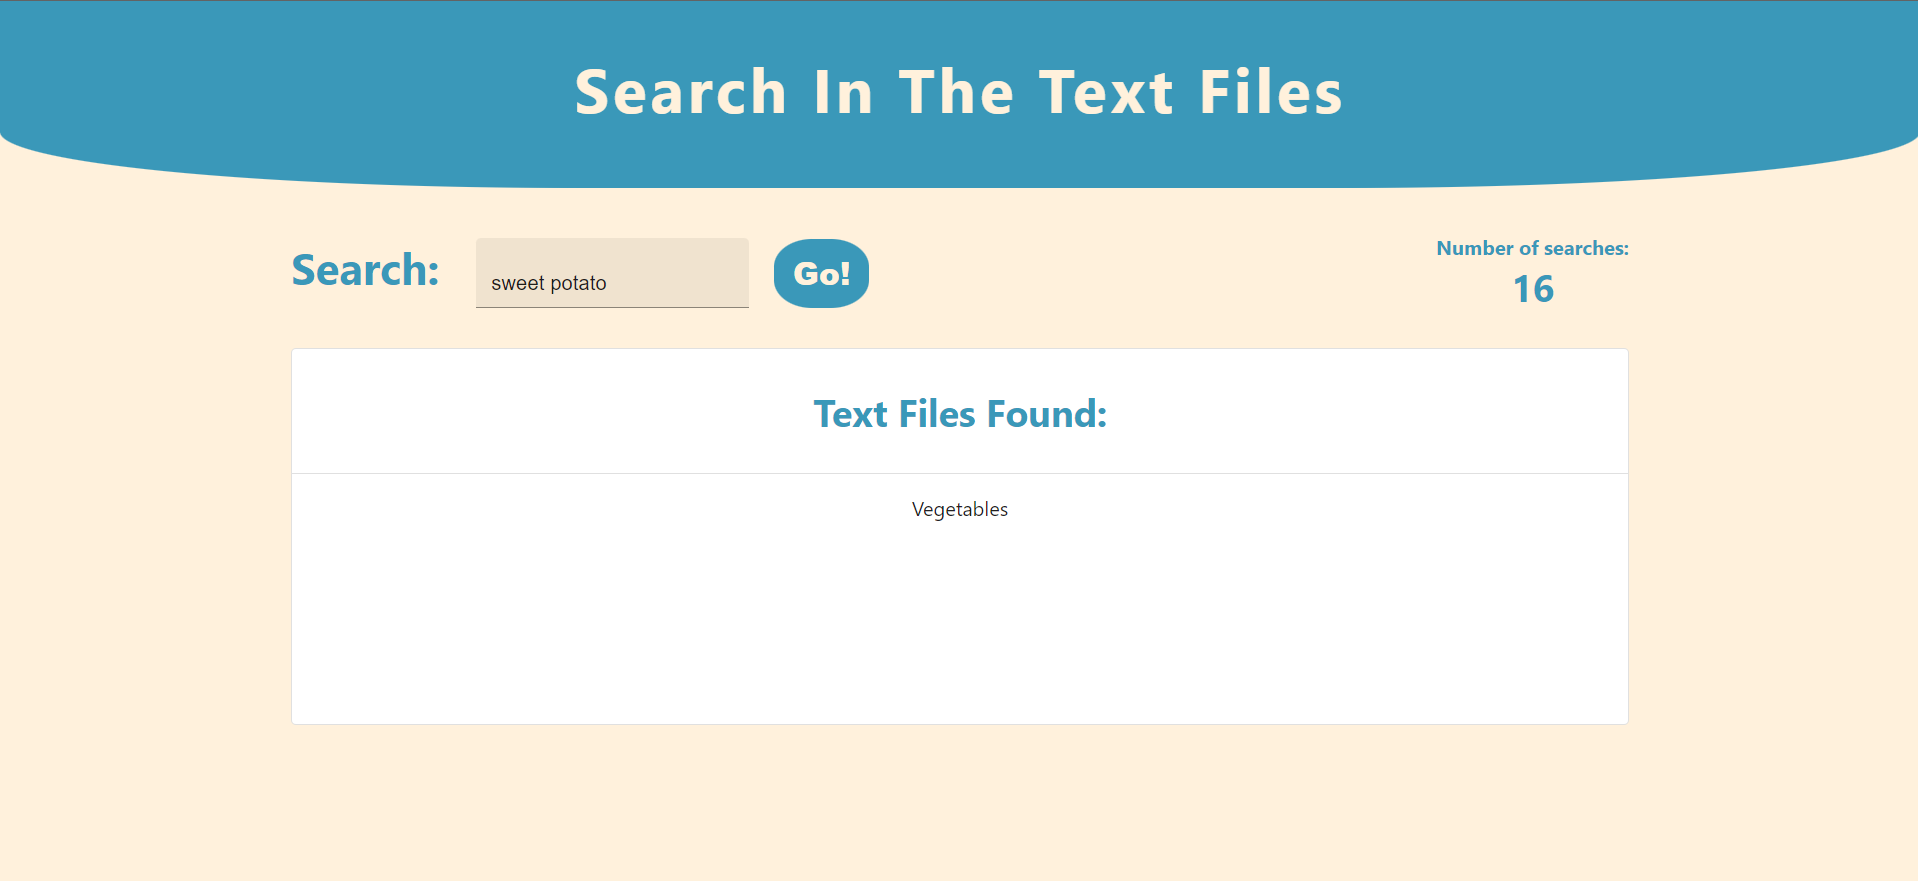 Search In The Text Files
Search:
sweet potato
Go!
Number of searches:
16
Text Files Found:
Vegetables